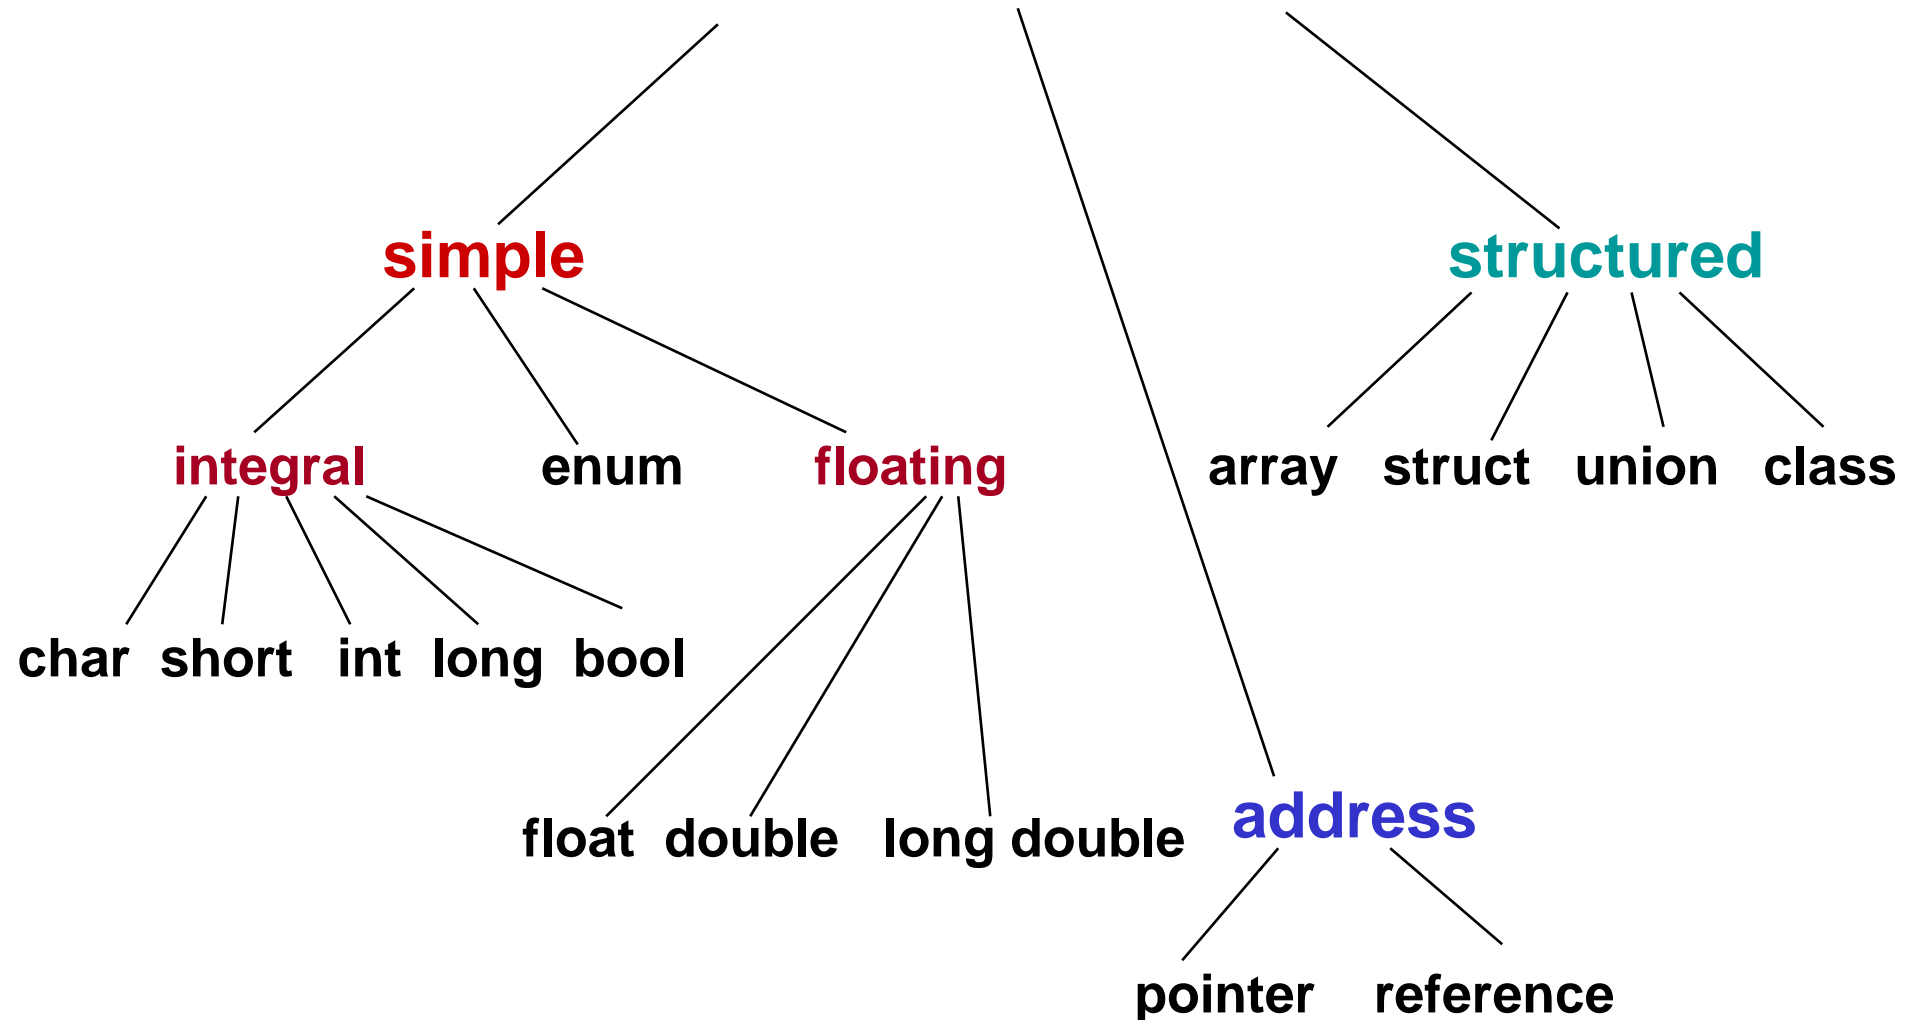 simple structured
integral enum floating array struct union class
char short int long bool
address
float double long double
pointer reference